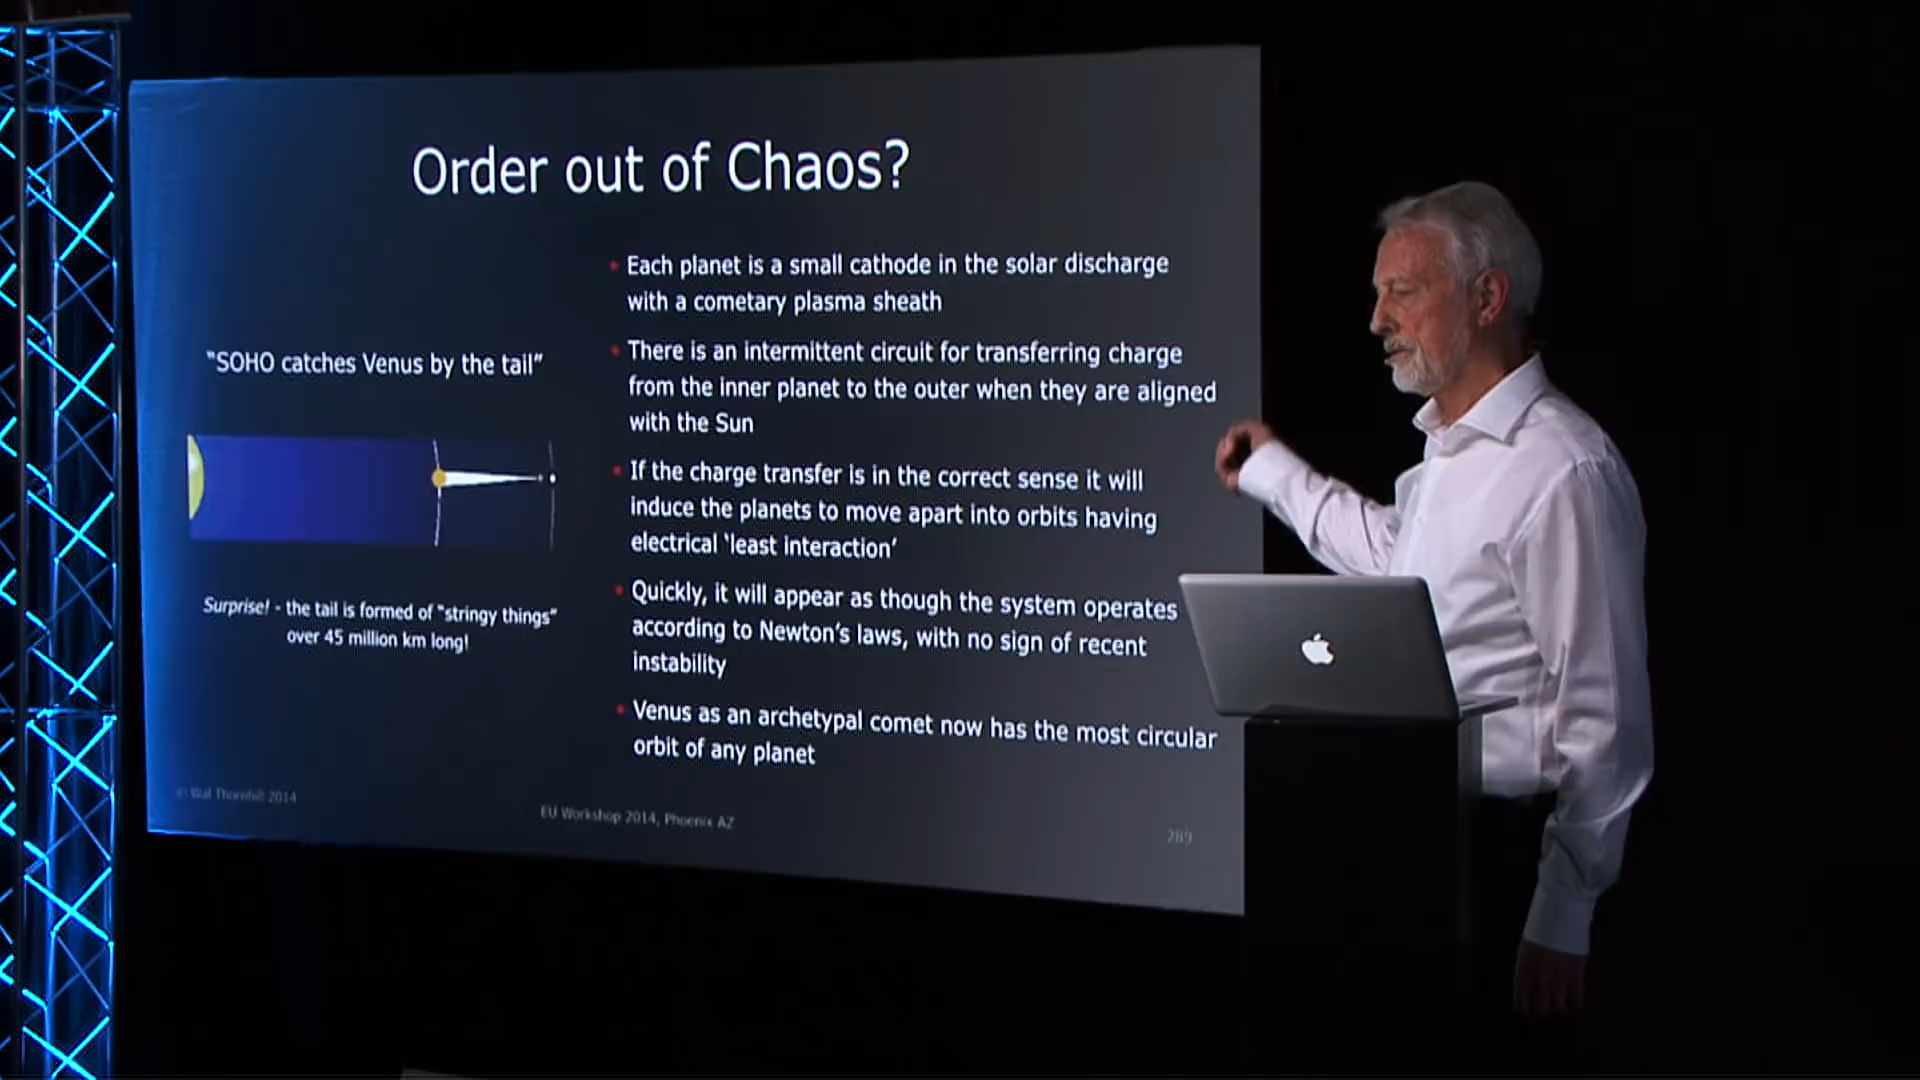 Order out of Chaos?
"SOHO catches Venus by the tail"
Surprise! - the tail is formed of "stringy things"
over 45 million km long!
• Each planet is a small cathode in the solar discharge
with a cometary plasma sheath
• There is an intermittent circuit for transferring charge
from the inner planet to the outer when they are aligned
with the Sun
• If the charge transfer is in the correct sense it will
induce the planets to move apart into orbits having
electrical 'least interaction'
• Quickly, it will appear as though the system operates
according to Newton's laws, with no sign of recent
instability
• Venus as an archetypal comet now has the most circular
orbit of any planet
© Wal Thornhill 2014
EU Workshop 2014, Phoenix AZ
289